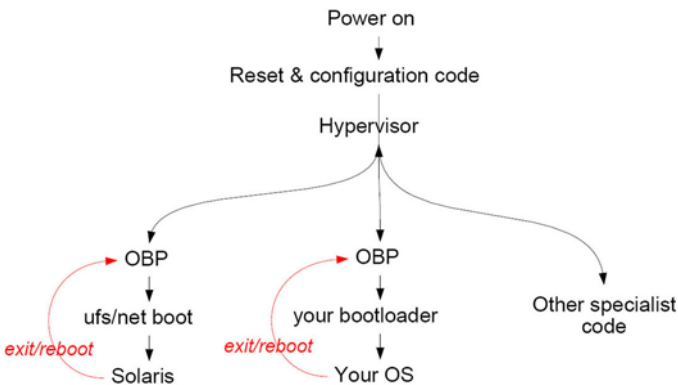 Power on
Reset & configuration code
Hypervisor
OBP
OBP
ufs/net boot
your bootloader
Other specialist
code
exit/reboot
exit/reboot
Solaris
Your OS